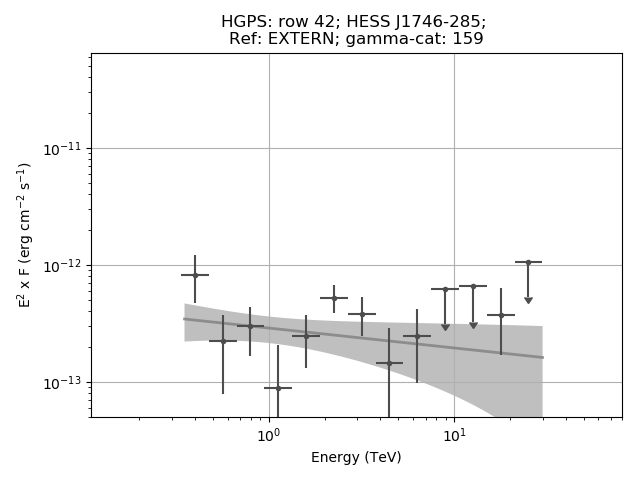 HGPS: row 42; HESS J1746-285;
Ref: EXTERN; gamma-cat: 159
E² x F (erg cm⁻² s⁻¹)
10⁻¹¹
10⁻¹²
10⁻¹³
10⁰
10¹
Energy (TeV)